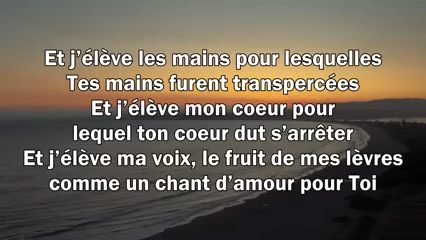 Et j’élève les mains pour lesquelles
Tes mains furent transpercées
Et j’élève mon coeur pour
lequel ton coeur dut s’arrêter
Et j’élève ma voix, le fruit de mes lèvres
comme un chant d’amour pour Toi